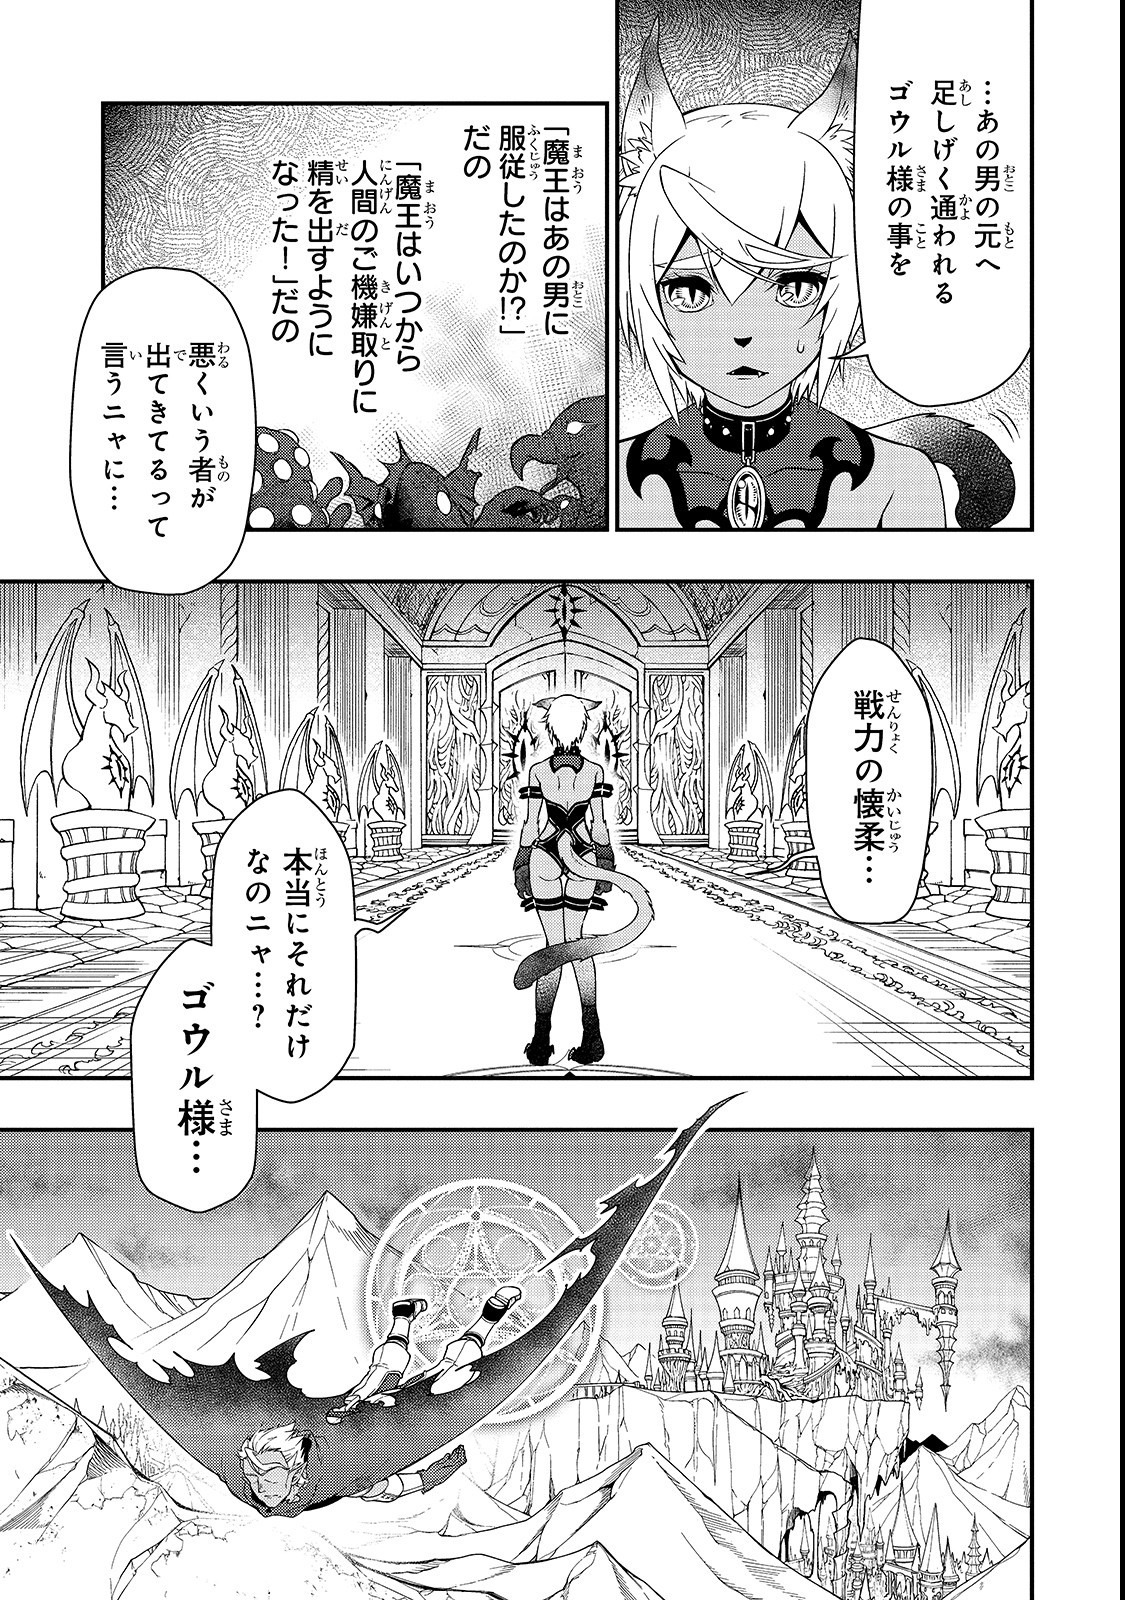 …あの男の元へ
足しげく通われる
ゴウル様の事を
「魔王はあの男に
服従したのか!?」
だの
「魔王はいつから
人間のご機嫌取りに
精を出すように
なった！」だの
悪くいう者が
出てきてるって
言うニャに…
戦力の懐柔…
本当にそれだけ
なのニャ…？
ゴウル様…